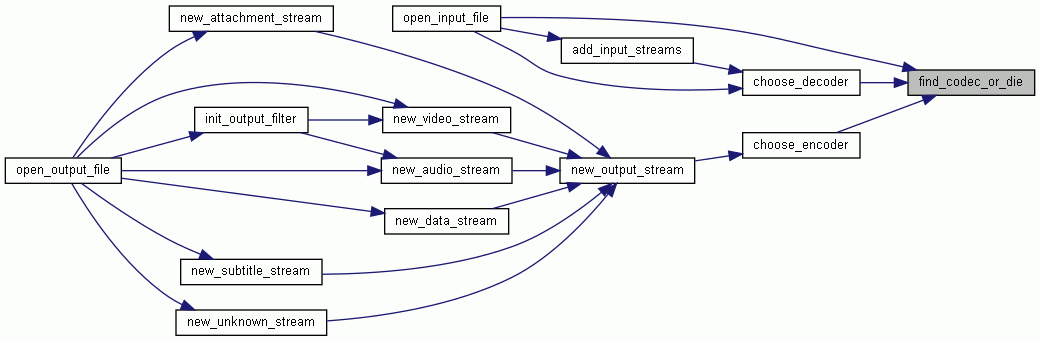 new_attachment_stream
open_input_file
add_input_streams
choose_decoder
find_codec_or_die
init_output_filter
new_video_stream
choose_encoder
open_output_file
new_audio_stream
new_output_stream
new_data_stream
new_subtitle_stream
new_unknown_stream